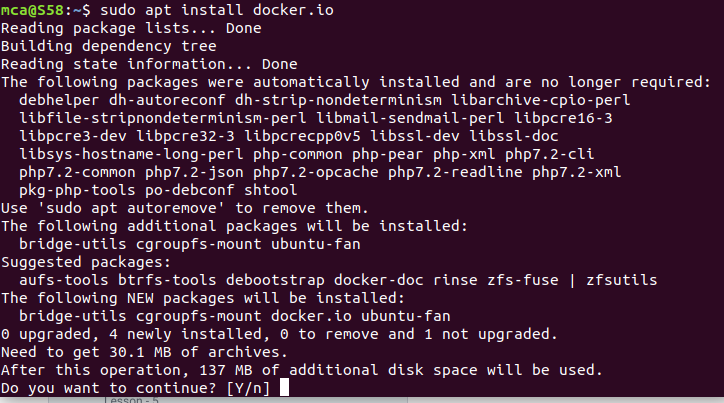 mca@S58:~$ sudo apt install docker.io
Reading package lists... Done
Building dependency tree
Reading state information... Done
The following packages were automatically installed and are no longer required:
  debhelper dh-autoreconf dh-strip-nondeterminism libarchive-cpio-perl
  libfile-stripnondeterminism-perl libmail-sendmail-perl libpcre16-3
  libpcre3-dev libpcre32-3 libpcrecpp0v5 libssl-dev libssl-doc
  libsys-hostname-long-perl php-common php-pear php-xml php7.2-cli
  php7.2-common php7.2-json php7.2-opcache php7.2-readline php7.2-xml
  pkg-php-tools po-debconf shtool
Use 'sudo apt autoremove' to remove them.
The following additional packages will be installed:
  bridge-utils cgroupfs-mount ubuntu-fan
Suggested packages:
  aufs-tools btrfs-tools debootstrap docker-doc rinse zfs-fuse | zfsutils
The following NEW packages will be installed:
  bridge-utils cgroupfs-mount docker.io ubuntu-fan
0 upgraded, 4 newly installed, 0 to remove and 1 not upgraded.
Need to get 30.1 MB of archives.
After this operation, 137 MB of additional disk space will be used.
Do you want to continue? [Y/n]
Lesson - 5